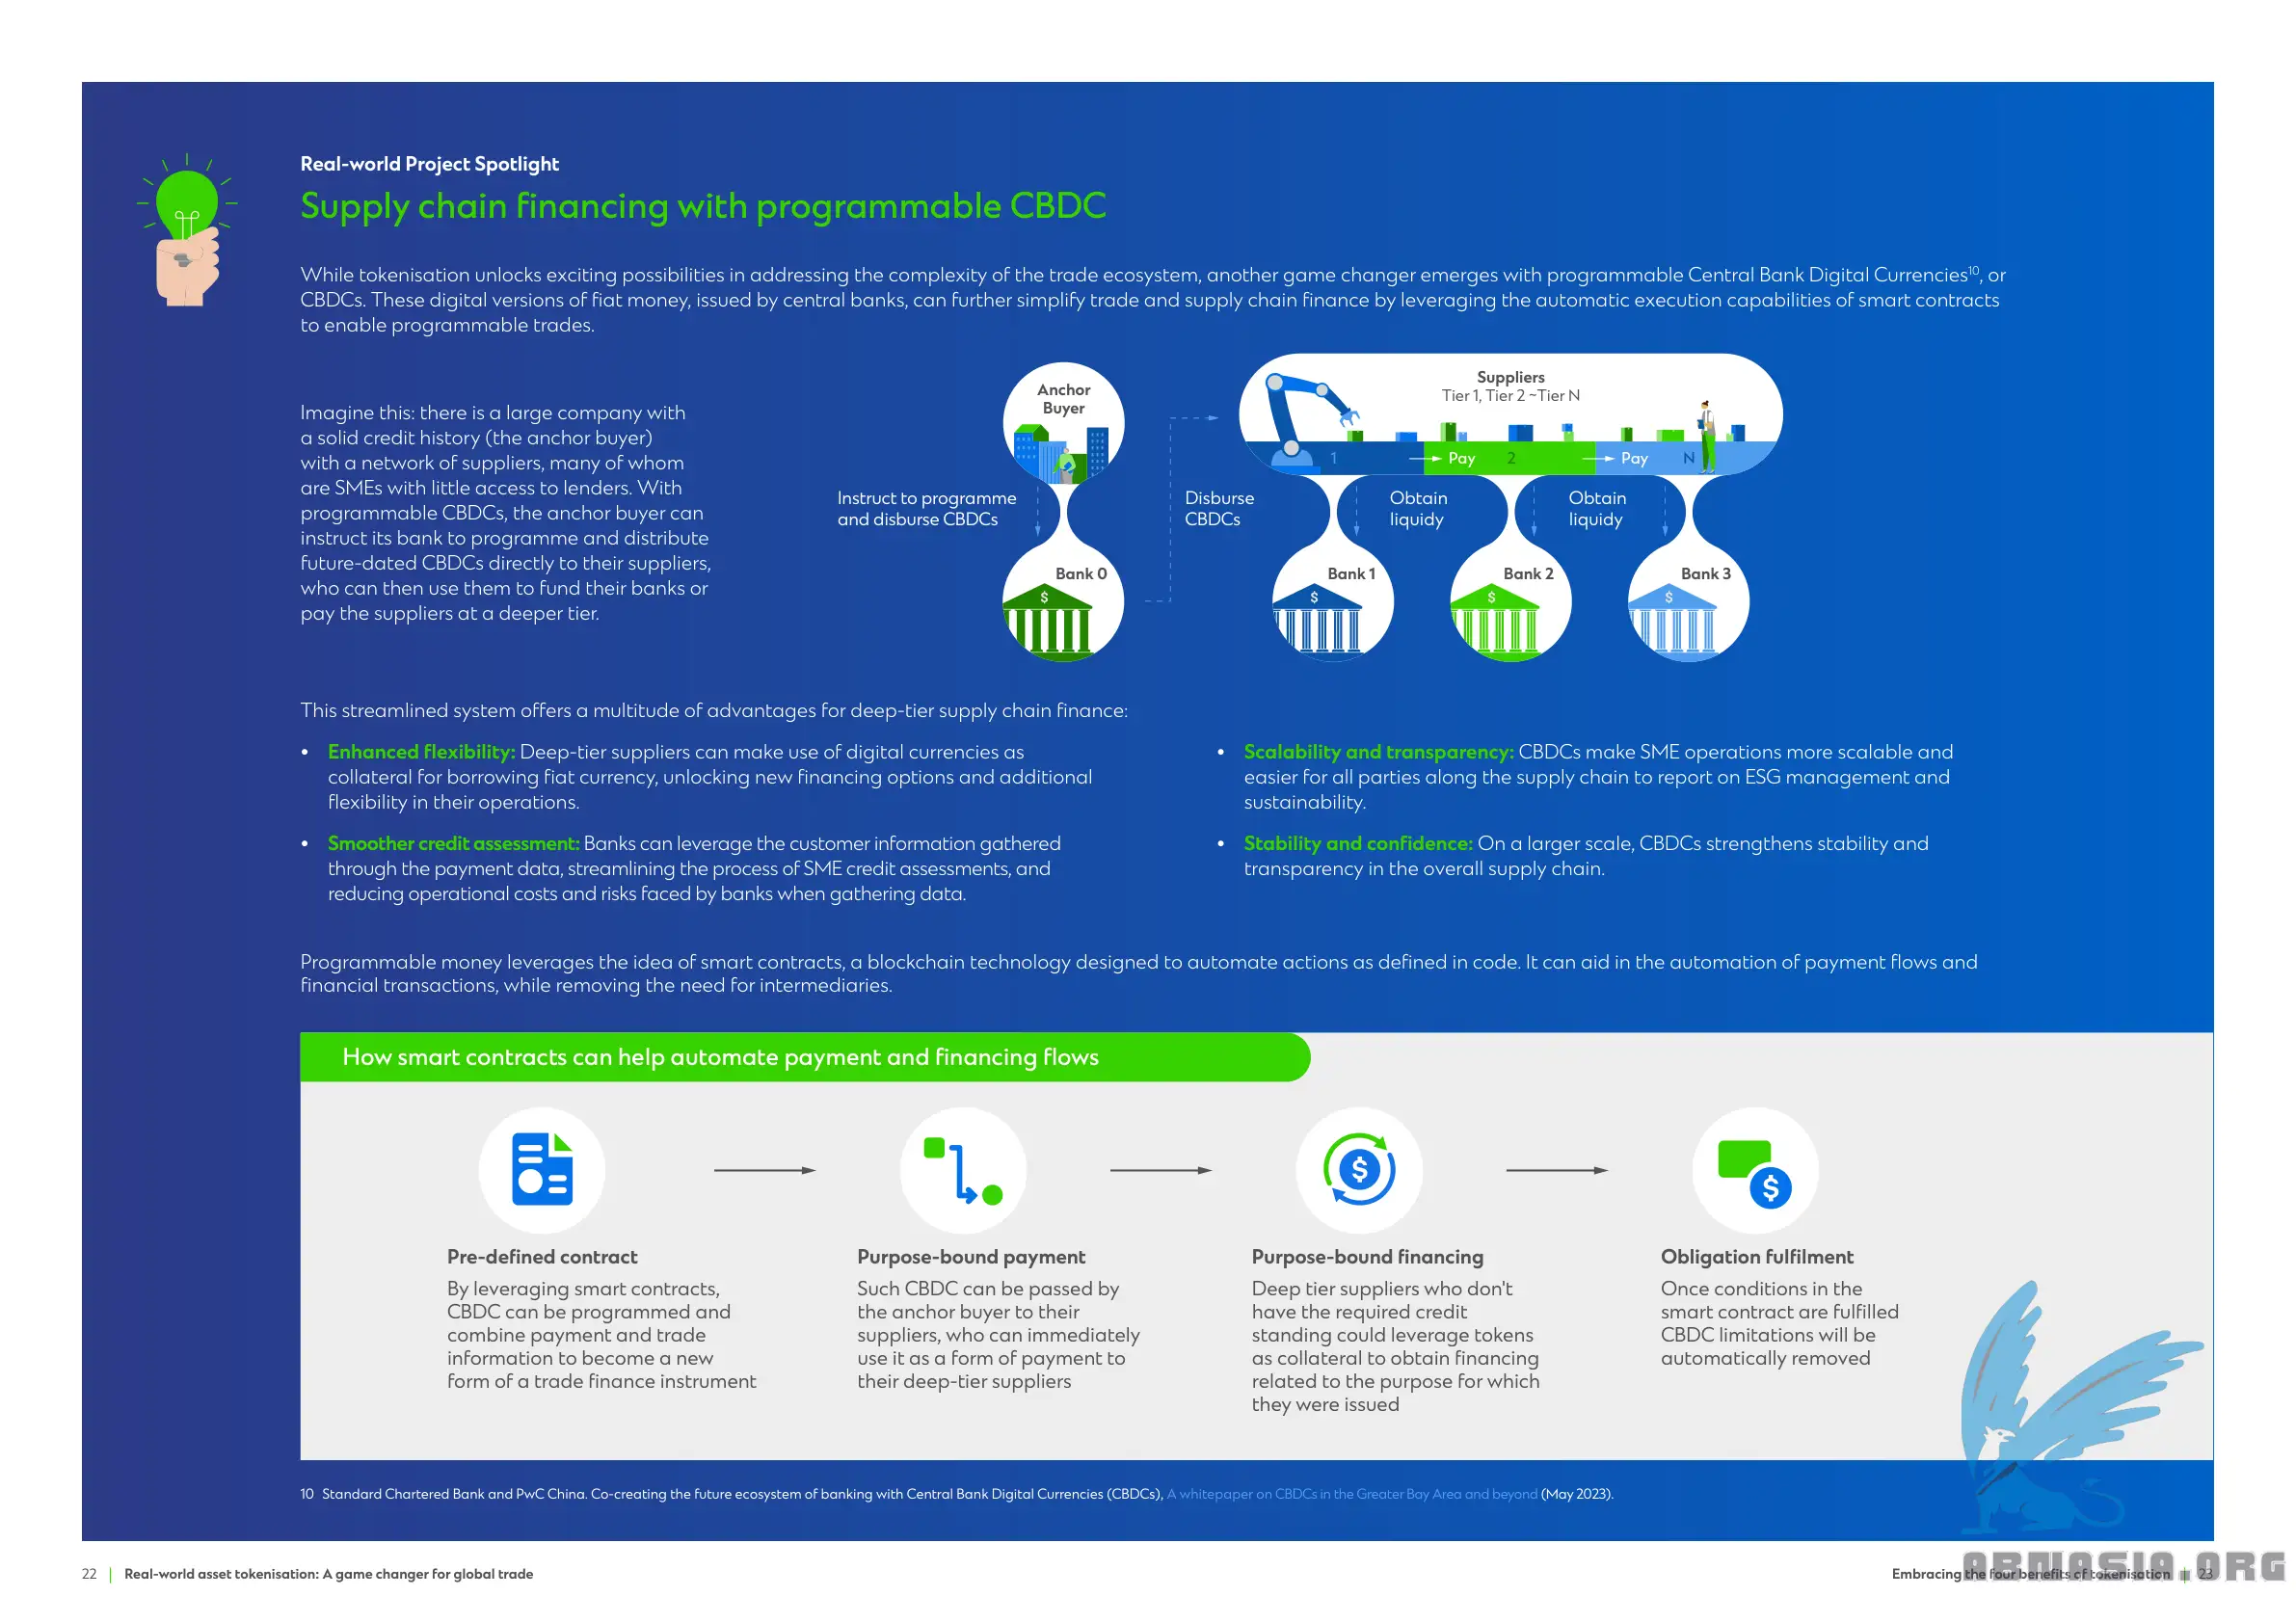 Real-world Project Spotlight
Supply chain financing with programmable CBDC
While tokenisation unlocks exciting possibilities in addressing the complexity of the trade ecosystem, another game changer emerges with programmable Central Bank Digital Currencies10, or
CBDCs. These digital versions of fiat money, issued by central banks, can further simplify trade and supply chain finance by leveraging the automatic execution capabilities of smart contracts
to enable programmable trades.
Imagine this: there is a large company with
a solid credit history (the anchor buyer)
with a network of suppliers, many of whom
are SMEs with little access to lenders. With
programmable CBDCs, the anchor buyer can
instruct its bank to programme and distribute
future-dated CBDCs directly to their suppliers,
who can then use them to fund their banks or
pay the suppliers at a deeper tier.
Anchor
Buyer
Suppliers
Tier 1, Tier 2 ~Tier N
1 Pay 2 Pay N
Instruct to programme
and disburse CBDCs
Disburse
CBDCs
Obtain
liquidy
Obtain
liquidy
Bank 0
Bank 1
Bank 2
Bank 3
$ $ $ $
This streamlined system offers a multitude of advantages for deep-tier supply chain finance:
• Enhanced flexibility: Deep-tier suppliers can make use of digital currencies as
collateral for borrowing fiat currency, unlocking new financing options and additional
flexibility in their operations.
• Smoother credit assessment: Banks can leverage the customer information gathered
through the payment data, streamlining the process of SME credit assessments, and
reducing operational costs and risks faced by banks when gathering data.
• Scalability and transparency: CBDCs make SME operations more scalable and
easier for all parties along the supply chain to report on ESG management and
sustainability.
• Stability and confidence: On a larger scale, CBDCs strengthens stability and
transparency in the overall supply chain.
Programmable money leverages the idea of smart contracts, a blockchain technology designed to automate actions as defined in code. It can aid in the automation of payment flows and
financial transactions, while removing the need for intermediaries.
How smart contracts can help automate payment and financing flows
$ $
Pre-defined contract
By leveraging smart contracts,
CBDC can be programmed and
combine payment and trade
information to become a new
form of a trade finance instrument
Purpose-bound payment
Such CBDC can be passed by
the anchor buyer to their
suppliers, who can immediately
use it as a form of payment to
their deep-tier suppliers
Purpose-bound financing
Deep tier suppliers who don't
have the required credit
standing could leverage tokens
as collateral to obtain financing
related to the purpose for which
they were issued
Obligation fulfilment
Once conditions in the
smart contract are fulfilled
CBDC limitations will be
automatically removed
10 Standard Chartered Bank and PwC China. Co-creating the future ecosystem of banking with Central Bank Digital Currencies (CBDCs), A whitepaper on CBDCs in the Greater Bay Area and beyond (May 2023).
22 | Real-world asset tokenisation: A game changer for global trade
Embracing the four benefits of tokenisation | 23
ABMASIA.ORG